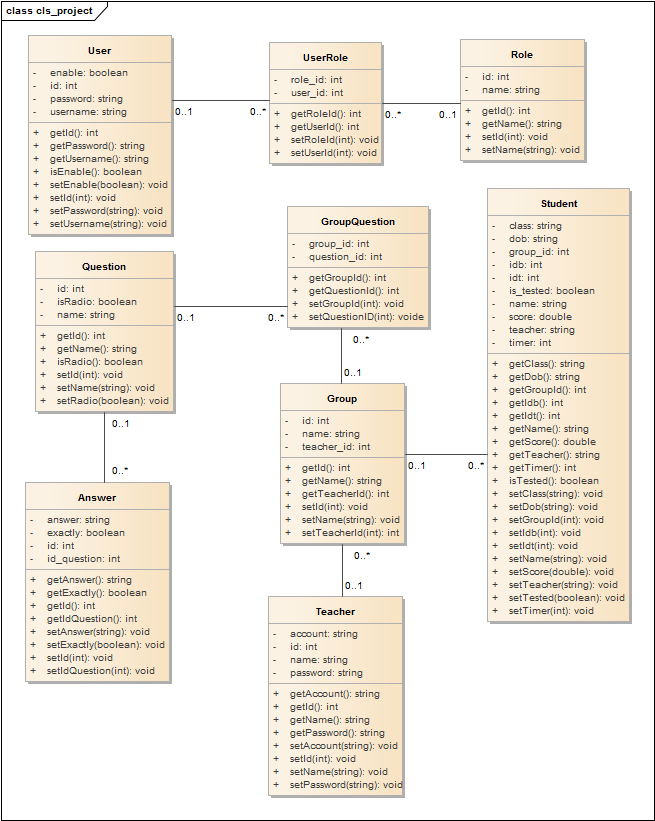 class cls_project
User
- enable: boolean
- id: int
- password: string
- username: string
+ getId(): int
+ getPassword(): string
+ getUsername(): string
+ isEnable(): boolean
+ setEnable(boolean): void
+ setId(int): void
+ setPassword(string): void
+ setUsername(string): void
0..1
0..*
UserRole
- role_id: int
- user_id: int
+ getRoleId(): int
+ getUserId(): int
+ setRoleId(int): void
+ setUserId(int): void
0..*
0..1
Role
- id: int
- name: string
+ getId(): int
+ getName(): string
+ setId(int): void
+ setName(string): void
Question
- id: int
- isRadio: boolean
- name: string
+ getId(): int
+ getName(): string
+ isRadio(): boolean
+ setId(int): void
+ setName(string): void
+ setRadio(boolean): void
0..1
0..*
GroupQuestion
- group_id: int
- question_id: int
+ getGroupId(): int
+ getQuestionId(): int
+ setGroupId(int): void
+ setQuestionID(int): voide
0..*
0..1
Student
- class: string
- dob: string
- group_id: int
- idb: int
- idt: int
- is_tested: boolean
- name: string
- score: double
- teacher: string
- timer: int
+ getClass(): string
+ getDob(): string
+ getGroupId(): int
+ getIdb(): int
+ getIdt(): int
+ getName(): string
+ getScore(): double
+ getTeacher(): string
+ getTimer(): int
+ isTested(): boolean
+ setClass(string): void
+ setDob(string): void
+ setGroupId(int): void
+ setIdb(int): void
+ setIdt(int): void
+ setName(string): void
+ setScore(double): void
+ setTeacher(string): void
+ setTested(boolean): void
+ setTimer(int): void
Group
- id: int
- name: string
- teacher_id: int
+ getId(): int
+ getName(): string
+ getTeacherId(): int
+ setId(int): void
+ setName(string): void
+ setTeacherId(int): int
0..1
0..*
0..1
0..*
Answer
- answer: string
- exactly: boolean
- id: int
- id_question: int
+ getAnswer(): string
+ getExactly(): boolean
+ getId(): int
+ getIdQuestion(): int
+ setAnswer(string): void
+ setExactly(boolean): void
+ setId(int): void
+ setIdQuestion(int): void
0..*
0..1
Teacher
- account: string
- id: int
- name: string
- password: string
+ getAccount(): string
+ getId(): int
+ getName(): string
+ getPassword(): string
+ setAccount(string): void
+ setId(int): void
+ setName(string): void
+ setPassword(string): void